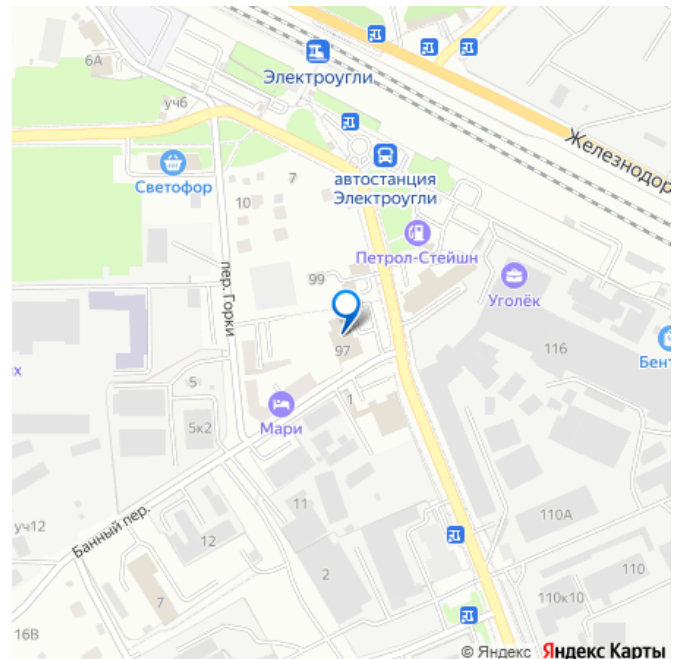 6А
Электроугли
уч6
Железнодор
Светофор
7
автостанция
Электроугли
10
Петрол-Стейшн
пер. Горки
99
Уголёк
97
116
Бент
х
5
1
5к2
Мари
11
уч12
Банный пер.
110А
12
2
110
7
110к10
16В
© Яндекс Яндекс Карты